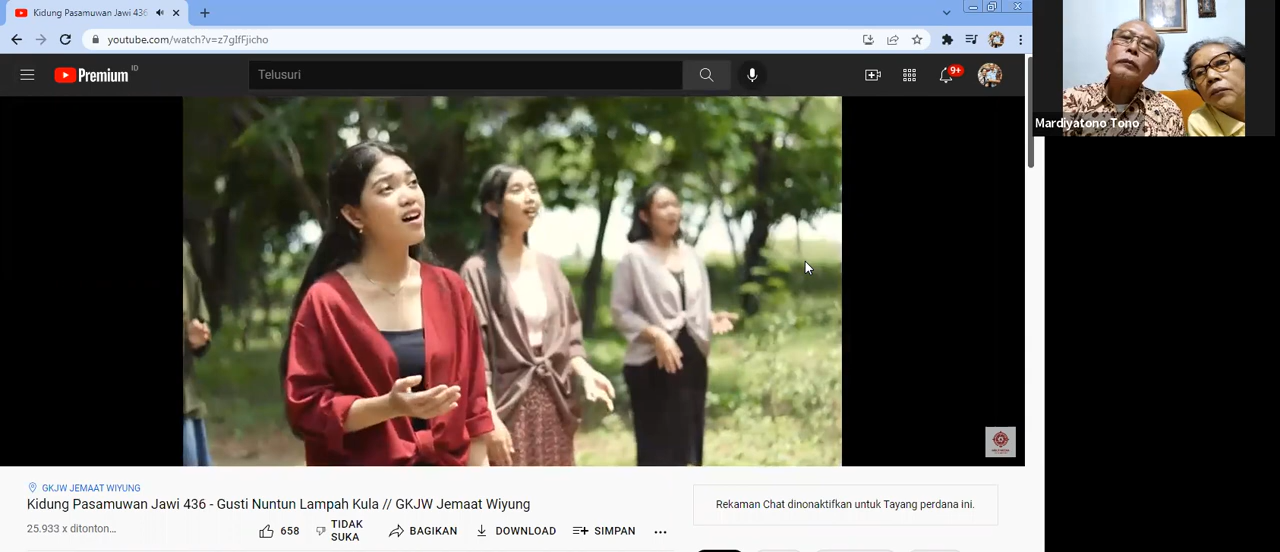 Kidung Pasamuwan Jawi 436
youtube.com/watch?v=z7gIfFjicho
Premium ID
Telusuri
9+
Mardiyatono Tono
GKJW JEMAAT WIYUNG
Kidung Pasamuwan Jawi 436 - Gusti Nuntun Lampah Kula // GKJW Jemaat Wiyung
25.933 x ditonton...
658
TIDAK SUKA
BAGIKAN
DOWNLOAD
SIMPAN
Rekaman Chat dinonaktifkan untuk Tayang perdana ini.